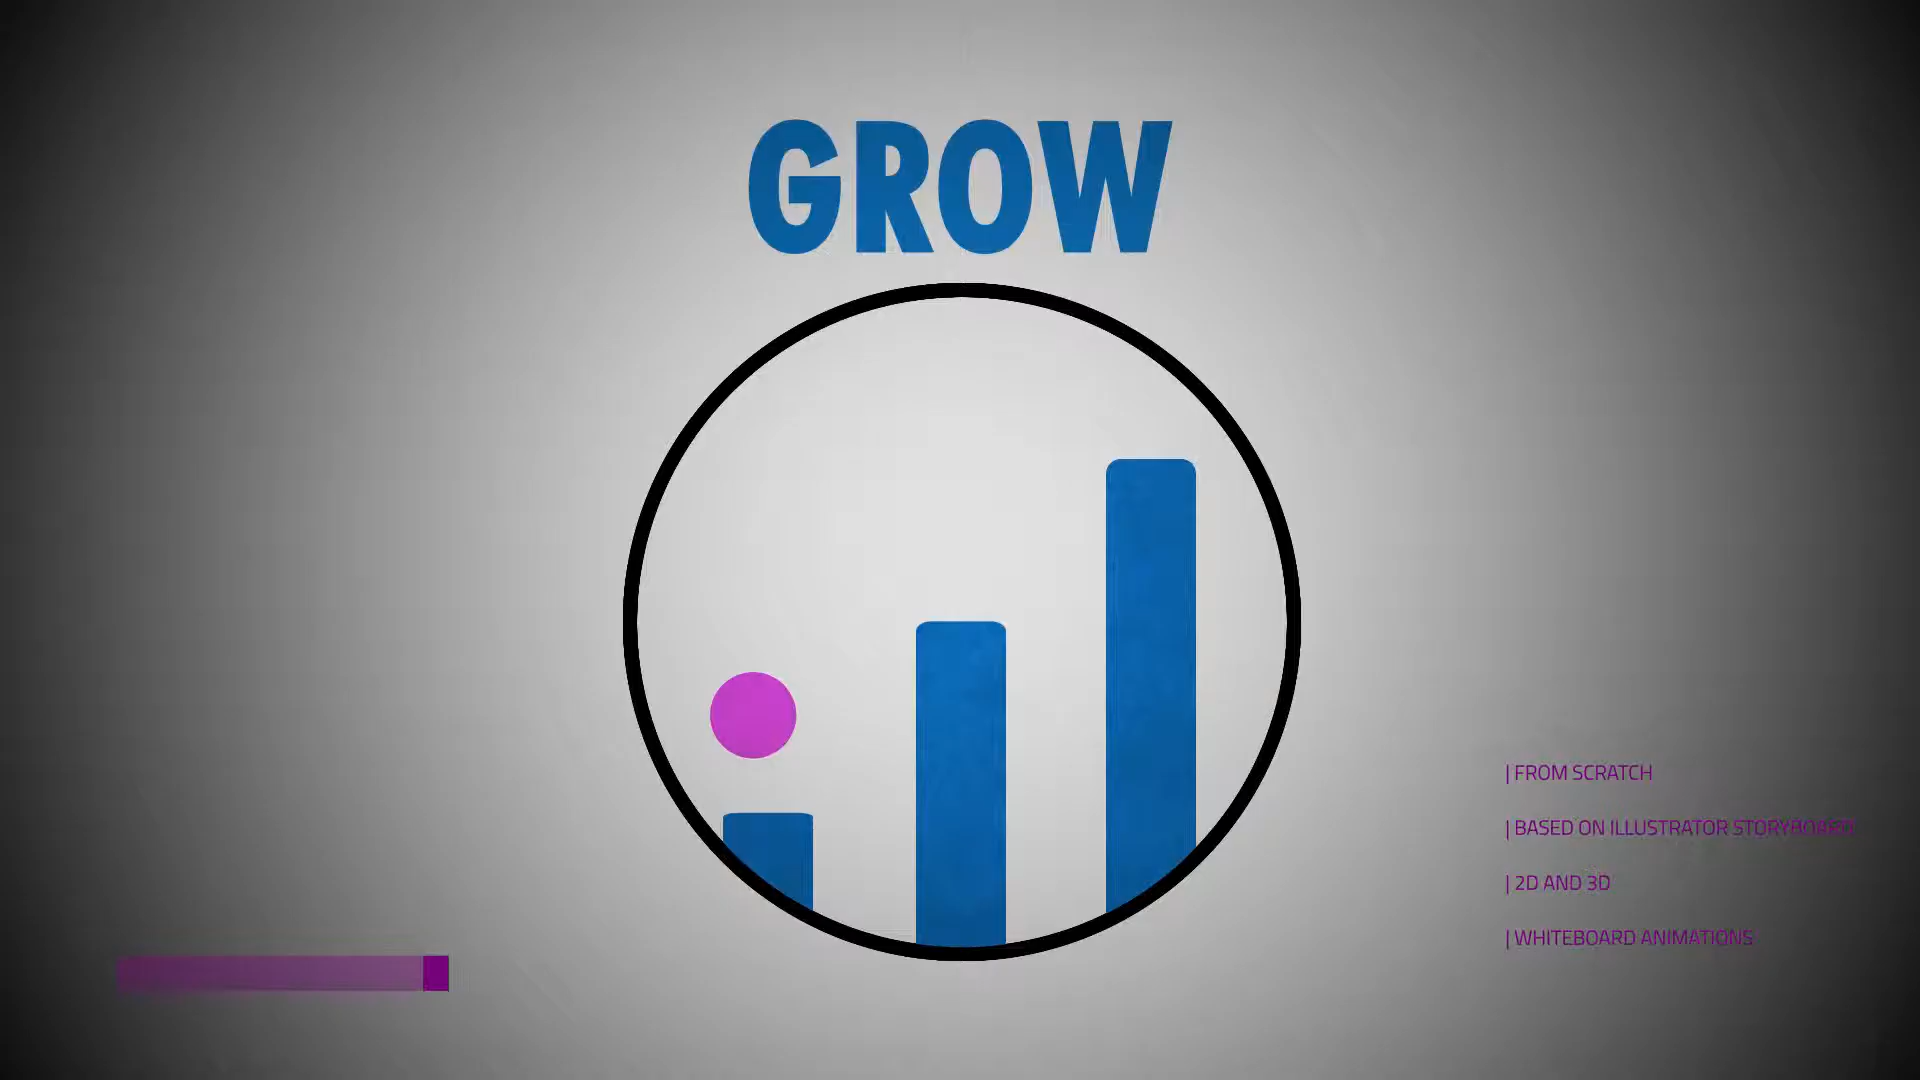 GROW
| FROM SCRATCH
| BASED ON ILLUSTRATOR STORYBOARD
| 2D AND 3D
| WHITEBOARD ANIMATIONS